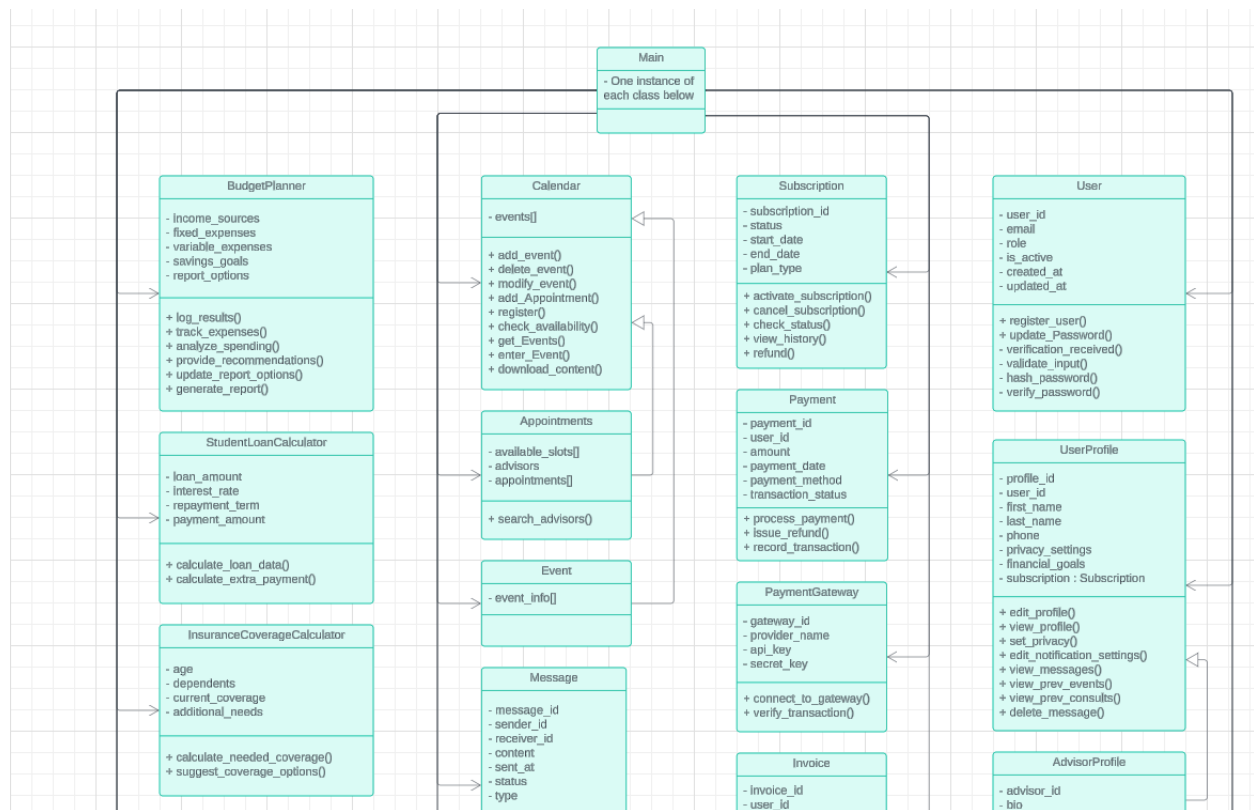 Main
- One instance of
each class below
BudgetPlanner
- income_sources
- fixed_expenses
- variable_expenses
- savings_goals
- report_options
+ log_results()
+ track_expenses()
+ analyze_spending()
+ provide_recommendations()
+ update_report_options()
+ generate_report()
StudentLoanCalculator
- loan_amount
- interest_rate
- repayment_term
- payment_amount
+ calculate_loan_data()
+ calculate_extra_payment()
InsuranceCoverageCalculator
- age
- dependents
- current_coverage
- additional_needs
+ calculate_needed_coverage()
+ suggest_coverage_options()
Calendar
- events[]
+ add_event()
+ delete_event()
+ modify_event()
+ add_Appointment()
+ register()
+ check_availability()
+ get_Events()
+ enter_Event()
+ download_content()
Appointments
- available_slots[]
- advisors
- appointments[]
+ search_advisors()
Event
- event_info[]
Message
- message_id
- sender_id
- receiver_id
- content
- sent_at
- status
- type
Subscription
- subscription_id
- status
- start_date
- end_date
- plan_type
+ activate_subscription()
+ cancel_subscription()
+ check_status()
+ view_history()
+ refund()
Payment
- payment_id
- user_id
- amount
- payment_date
- payment_method
- transaction_status
+ process_payment()
+ issue_refund()
+ record_transaction()
PaymentGateway
- gateway_id
- provider_name
- api_key
- secret_key
+ connect_to_gateway()
+ verify_transaction()
Invoice
- invoice_id
- user_id
User
- user_id
- email
- role
- is_active
- created_at
- updated_at
+ register_user()
+ update_Password()
- verification_received()
- validate_input()
- hash_password()
- verify_password()
UserProfile
- profile_id
- user_id
- first_name
- last_name
- phone
- privacy_settings
- financial_goals
- subscription : Subscription
+ edit_profile()
+ view_profile()
+ set_privacy()
+ edit_notification_settings()
+ view_messages()
+ view_prev_events()
+ view_prev_consults()
+ delete_message()
AdvisorProfile
- advisor_id
- bio